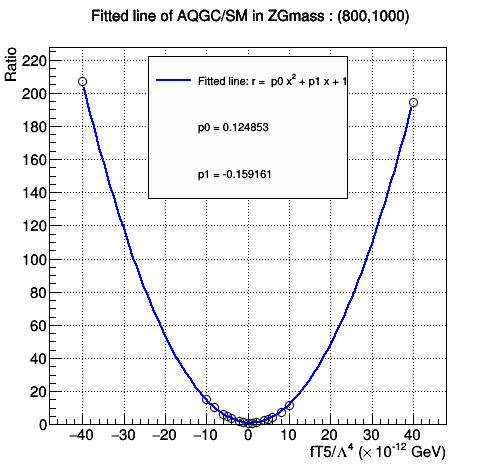 Fitted line of AQGC/SM in ZGmass : (800,1000)
Ratio
Fitted line: r = p0 x² + p1 x + 1
p0 = 0.124853
p1 = -0.159161
220
200
180
160
140
120
100
80
60
40
20
0
−40 −30 −20 −10 0 10 20 30 40
fT5/Λ⁴ (× 10⁻¹² GeV)